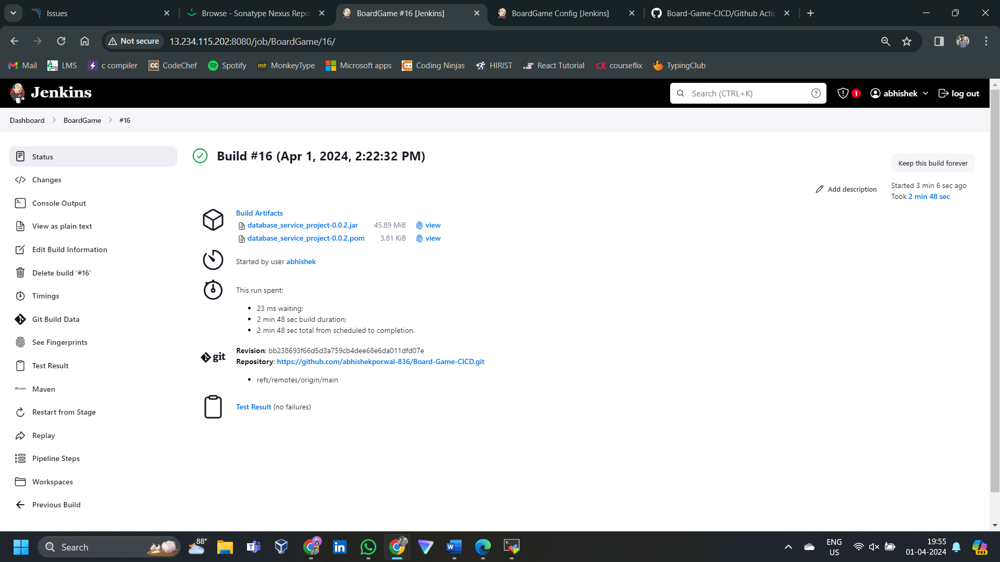 Issues
Browse - Sonatype Nexus Repo
BoardGame #16 [Jenkins]
BoardGame Config [Jenkins]
Board-Game-CICD/Github Actic
Not secure
13.234.115.202:8080/job/BoardGame/16/
Mail
LMS
c compiler
CC
CodeChef
Spotify
mt
MonkeyType
Microsoft apps
Coding Ninjas
HIRIST
React Tutorial
CX
courseflix
TypingClub
Jenkins
Search (CTRL+K)
1
abhishek
log out
Dashboard
BoardGame
#16
Status
Changes
Console Output
View as plain text
Edit Build Information
Delete build ‘#16’
Timings
Git Build Data
See Fingerprints
Test Result
Maven
Maven
Restart from Stage
Replay
Pipeline Steps
Workspaces
Previous Build
Build #16 (Apr 1, 2024, 2:22:32 PM)
Keep this build forever
Add description
Started 3 min 6 sec ago
Took 2 min 48 sec
Build Artifacts
database_service_project-0.0.2.jar 45.89 MiB view
database_service_project-0.0.2.pom 3.81 KiB view
Started by user abhishek
This run spent:
23 ms waiting;
2 min 48 sec build duration;
2 min 48 sec total from scheduled to completion.
git
Revision: bb238693f66d5d3a759cb4dee68e6da011dfd07e
Repository: https://github.com/abhishekporwal-836/Board-Game-CICD.git
refs/remotes/origin/main
Test Result (no failures)
Search
88°
ENG
US
19:55
01-04-2024
PRE